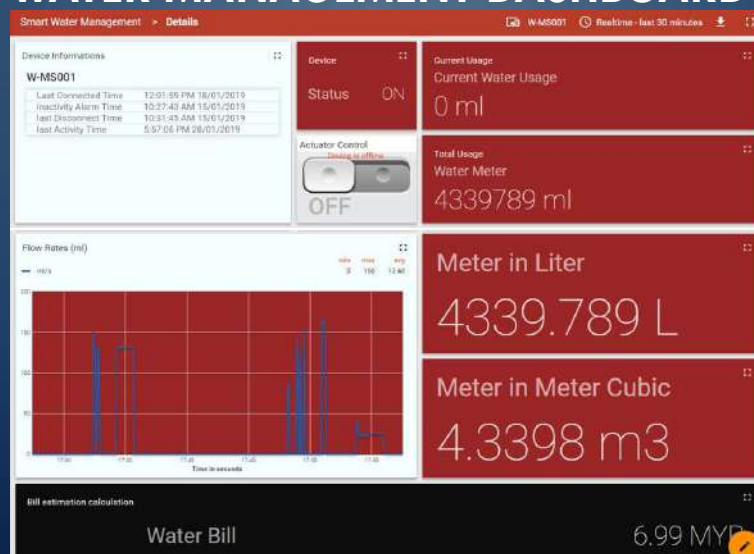 WATER MANAGEMENT DASHBOARD
Smart Water Management > Details
W-MS001
Realtime - last 30 minutes
Device Informations
W-MS001
Last Connected Time 12:01:59 PM 18/01/2019
Inactivity Alarm Time 10:27:43 AM 15/01/2019
last Disconnect Time 10:31:45 AM 15/01/2019
last Activity Time 5:57:06 PM 28/01/2019
Device
Status ON
Actuator Control
Device is offline
OFF
Current Usage
Current Water Usage
0 ml
Total Usage
Water Meter
4339789 ml
Flow Rates (ml)
min max avg
ml/s
Time in seconds
Meter in Liter
4339.789 L
Meter in Meter Cubic
4.3398 m3
Bill estimation calculation
Water Bill 6.99 MYR